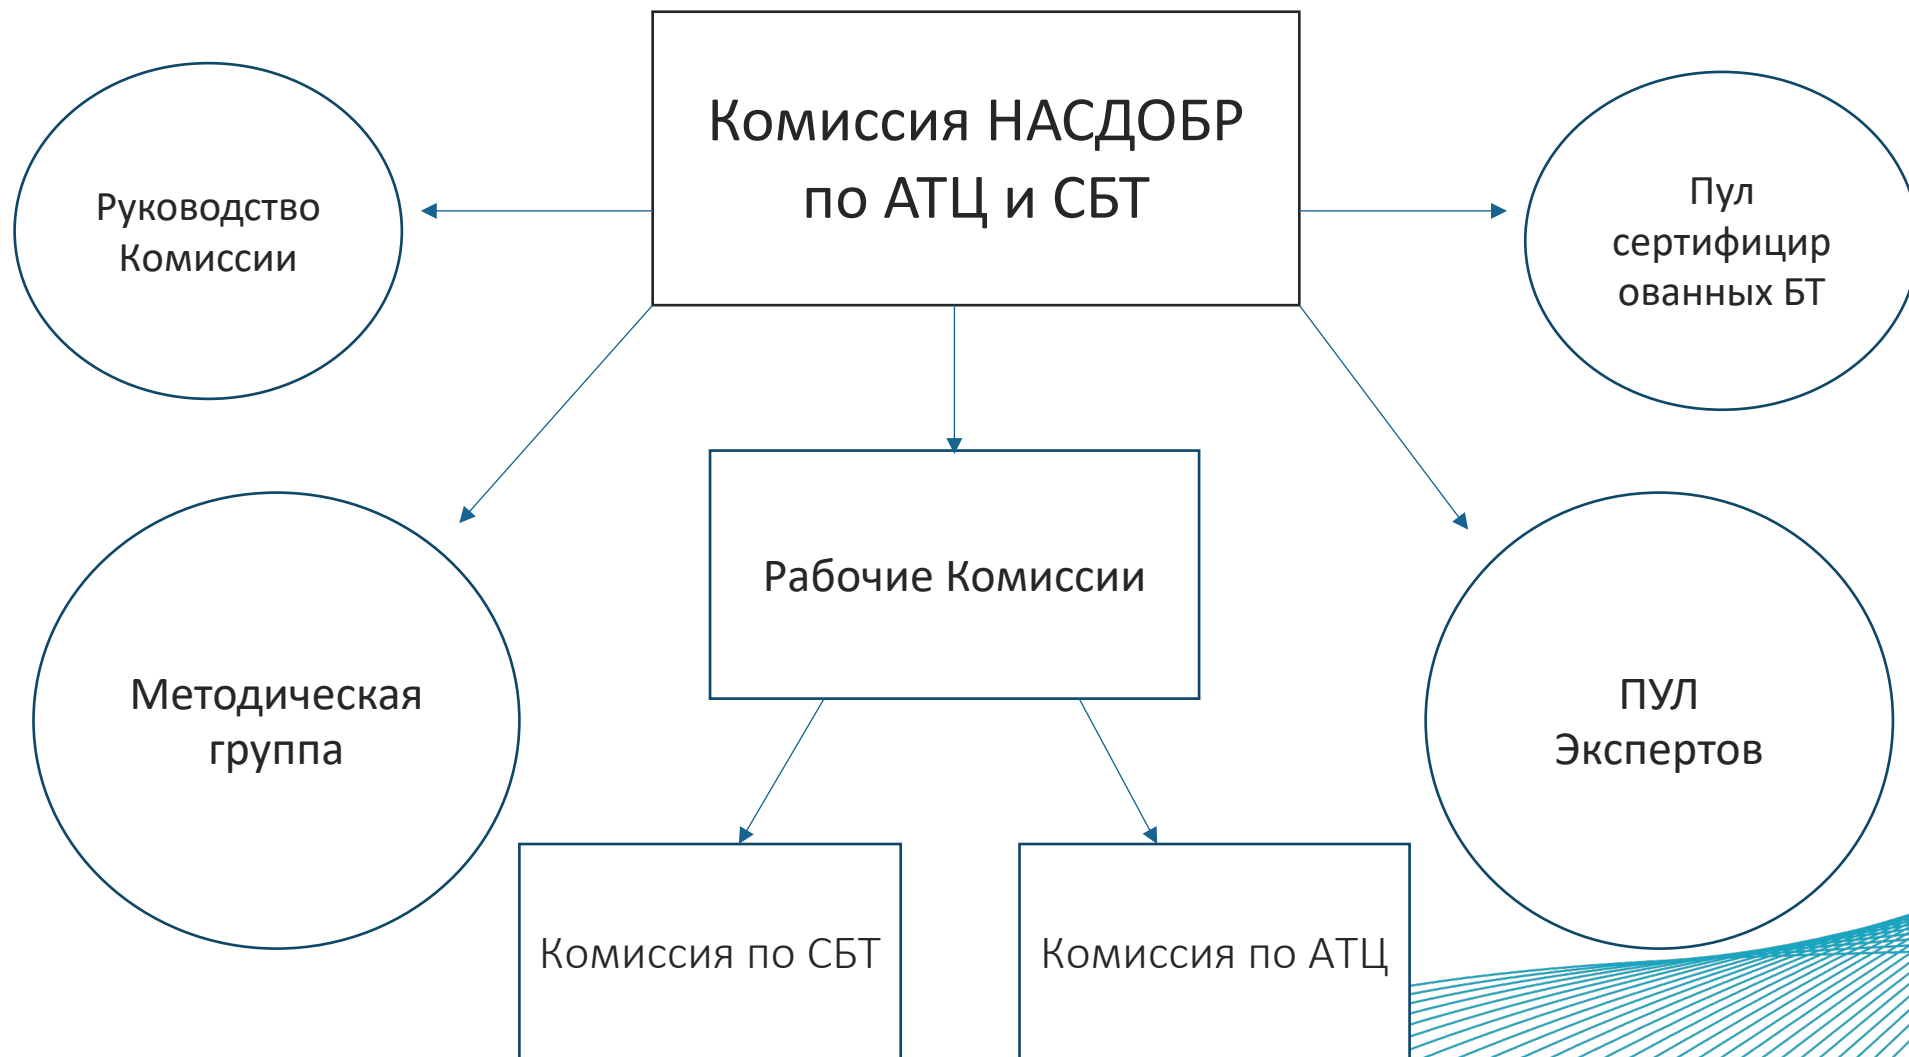 Комиссия НАСДОБР
по АТЦ и СБТ
Руководство
Комиссии
Пул
сертифицир
ованных БТ
Рабочие Комиссии
Методическая
группа
ПУЛ
Экспертов
Комиссия по СБТ
Комиссия по АТЦ